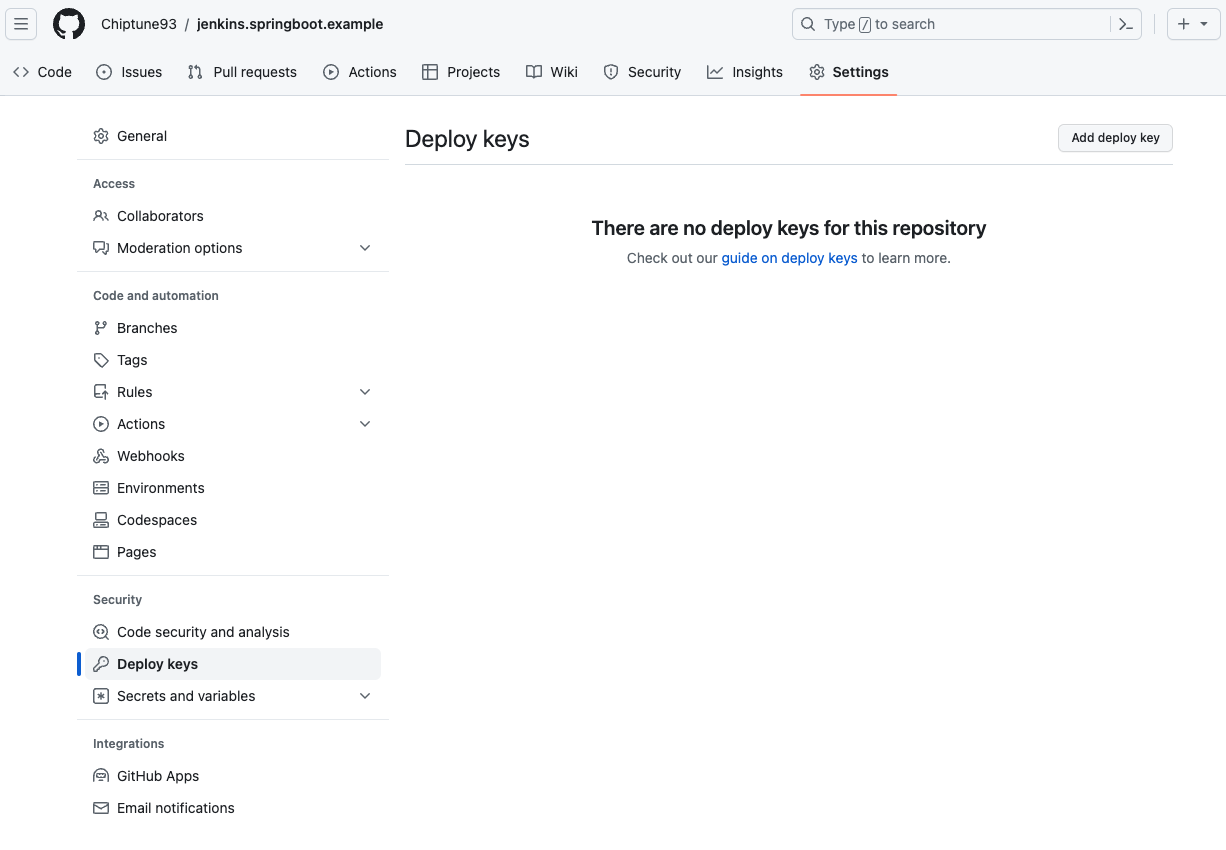 Chiptune93 / jenkins.springboot.example
Type / to search
Code Issues Pull requests Actions Projects Wiki Security Insights Settings
General
Access
Collaborators
Moderation options
Code and automation
Branches
Tags
Rules
Actions
Webhooks
Environments
Codespaces
Pages
Security
Code security and analysis
Deploy keys
Secrets and variables
Integrations
GitHub Apps
Email notifications
Deploy keys
Add deploy key
There are no deploy keys for this repository
Check out our guide on deploy keys to learn more.